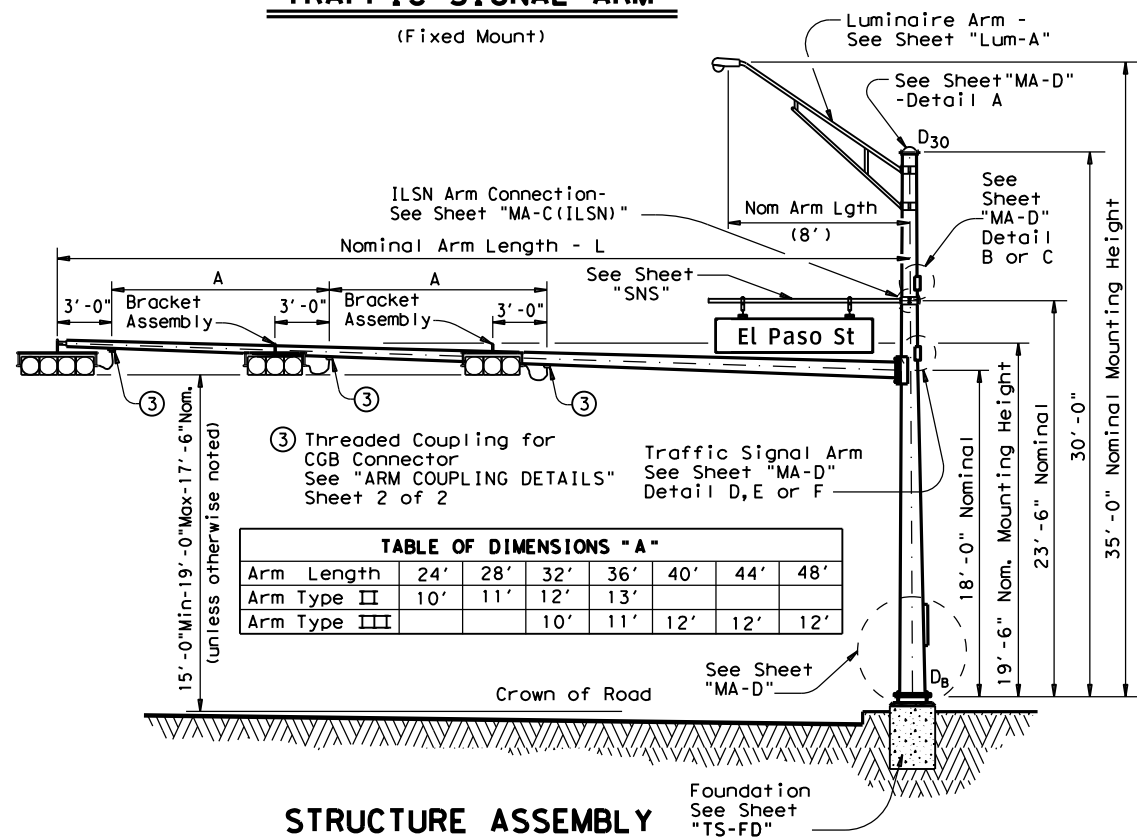 TRAFFIC SIGNAL ARM
(Fixed Mount)
Luminaire Arm -
See Sheet "Lum-A"
See Sheet"MA-D"
-Detail A
D30
ILSN Arm Connection-
See Sheet "MA-C(ILSN)"
Nom Arm Lgth
(8')
See
Sheet
"MA-D"
Detail
B or C
Nominal Arm Length - L
A
A
See Sheet
"SNS"
3'-0"
Bracket
Assembly
3'-0"
Bracket
Assembly
3'-0"
El Paso St
3
3
3
3 Threaded Coupling for
CGB Connector
See "ARM COUPLING DETAILS"
Sheet 2 of 2
Traffic Signal Arm
See Sheet "MA-D"
Detail D,E or F
15'-0"Min-19'-0"Max-17'-6"Nom.
(unless otherwise noted)
18'-0" Nominal
19'-6" Nom. Mounting Height
23'-6" Nominal
30'-0"
35'-0" Nominal Mounting Height
TABLE OF DIMENSIONS "A"
Arm Length 24' 28' 32' 36' 40' 44' 48'
Arm Type II 10' 11' 12' 13'
Arm Type III 10' 11' 12' 12' 12'
See Sheet
"MA-D"
DB
Crown of Road
Foundation
See Sheet
"TS-FD"
STRUCTURE ASSEMBLY